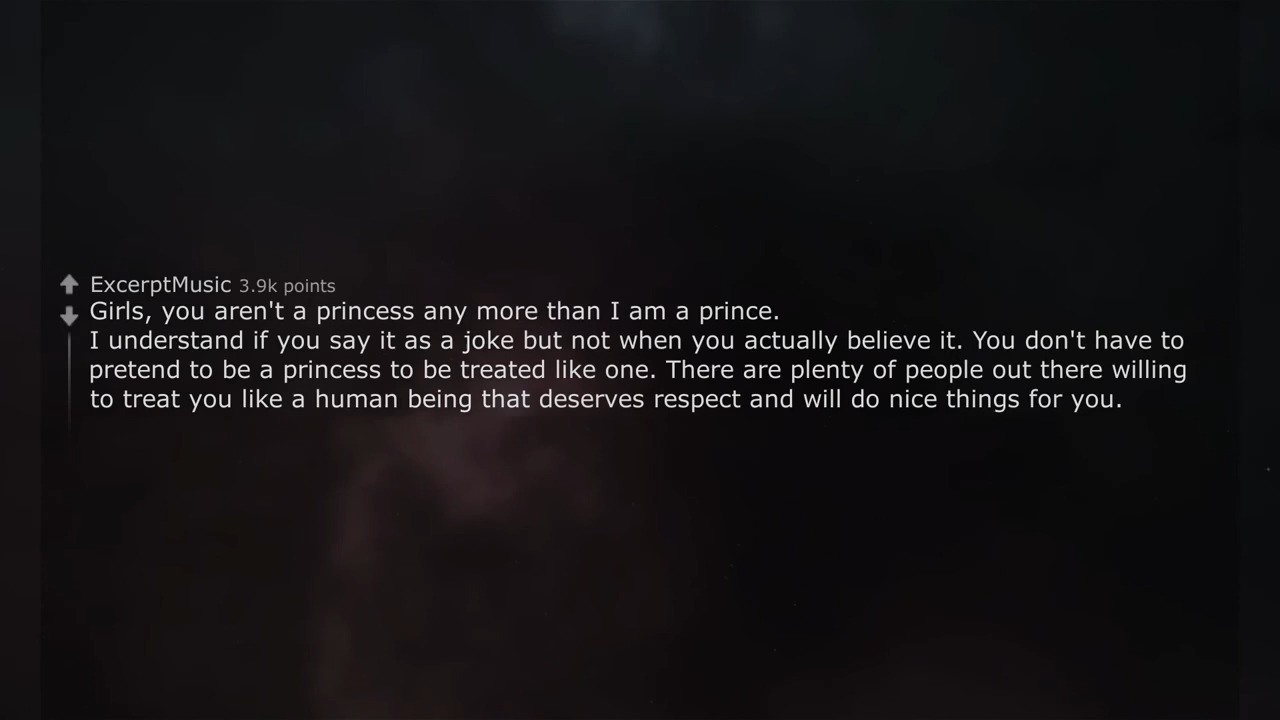 ExcerptMusic 3.9k points
Girls, you aren't a princess any more than I am a prince.
I understand if you say it as a joke but not when you actually believe it. You don't have to
pretend to be a princess to be treated like one. There are plenty of people out there willing
to treat you like a human being that deserves respect and will do nice things for you.